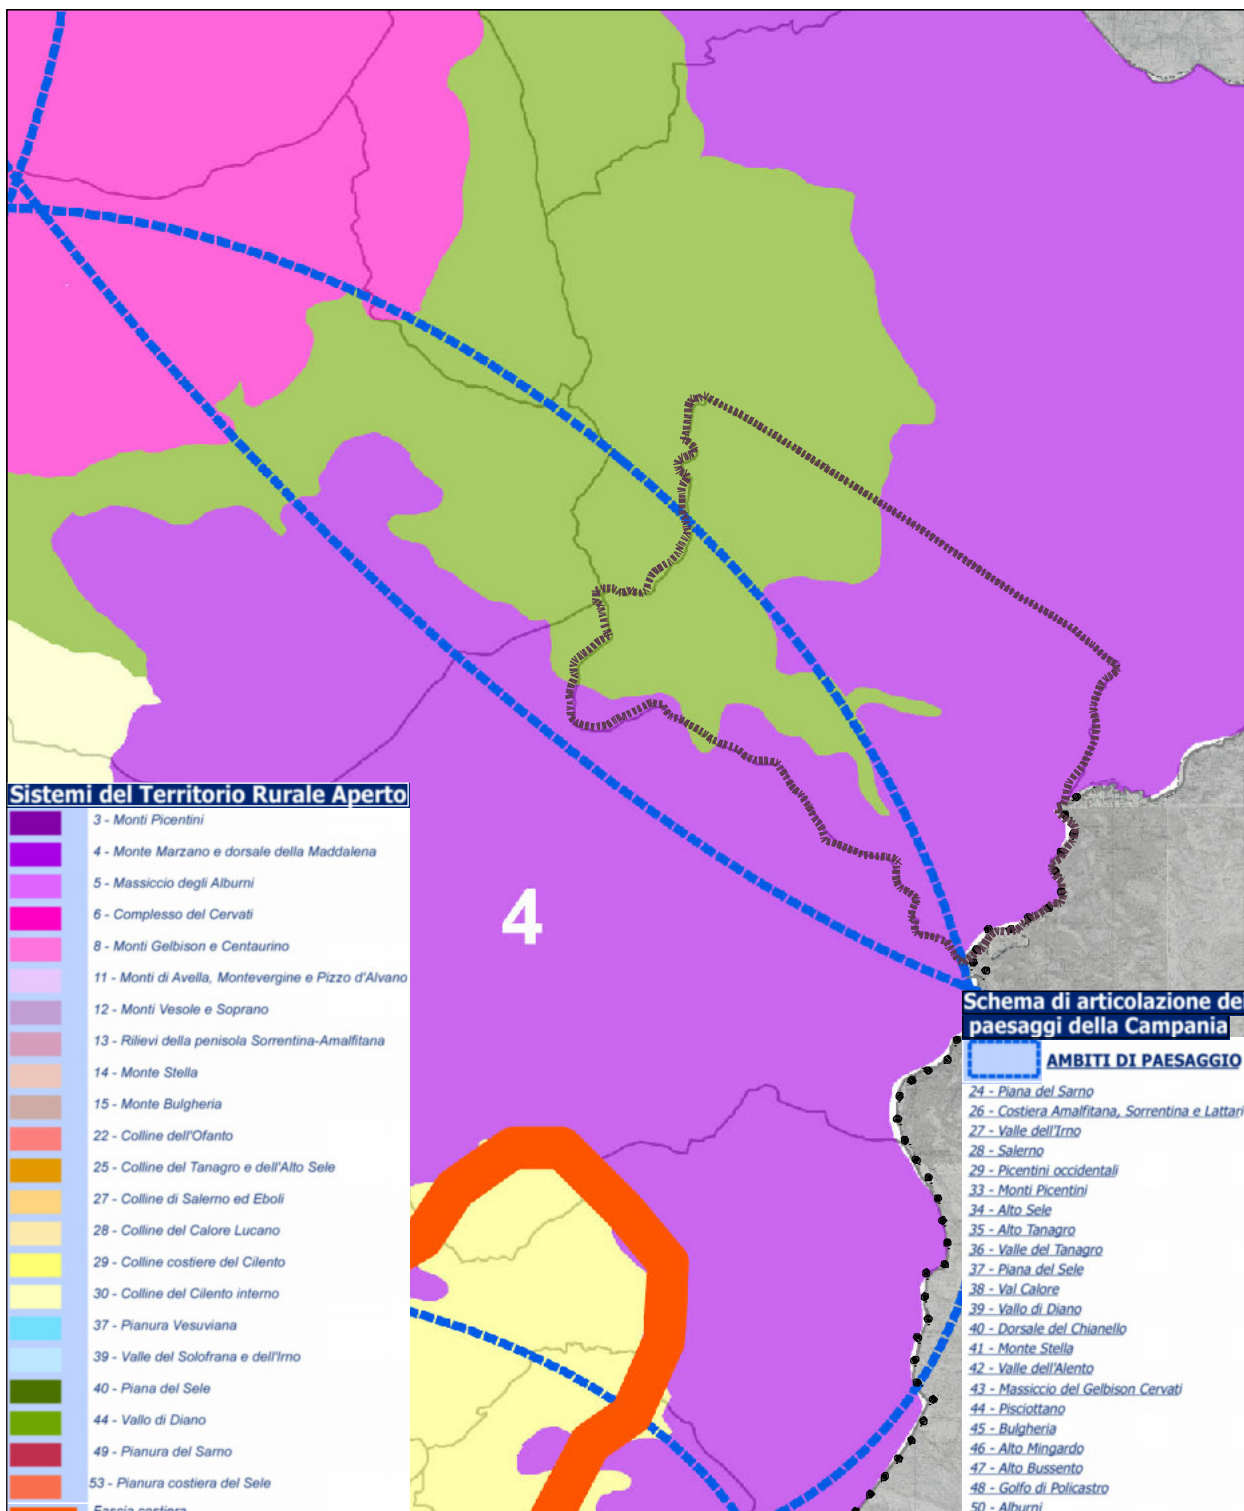 4
Sistemi del Territorio Rurale Aperto
3 - Monti Picentini
4 - Monte Marzano e dorsale della Maddalena
5 - Massiccio degli Alburni
6 - Complesso del Cervati
8 - Monti Gelbison e Centaurino
11 - Monti di Avella, Montevergine e Pizzo d'Alvano
12 - Monti Vesole e Soprano
13 - Rilievi della penisola Sorrentina-Amalfitana
14 - Monte Stella
15 - Monte Bulgheria
22 - Colline dell'Ofanto
25 - Colline del Tanagro e dell'Alto Sele
27 - Colline di Salerno ed Eboli
28 - Colline del Calore Lucano
29 - Colline costiere del Cilento
30 - Colline del Cilento interno
37 - Pianura Vesuviana
39 - Valle del Solofrana e dell'Irno
40 - Piana del Sele
44 - Vallo di Diano
49 - Pianura del Sarno
53 - Pianura costiera del Sele
Fascia costiera
Schema di articolazione dei
paesaggi della Campania
AMBITI DI PAESAGGIO
24 - Piana del Sarno
26 - Costiera Amalfitana, Sorrentina e Lattari
27 - Valle dell'Irno
28 - Salerno
29 - Picentini occidentali
33 - Monti Picentini
34 - Alto Sele
35 - Alto Tanagro
36 - Valle del Tanagro
37 - Piana del Sele
38 - Val Calore
39 - Vallo di Diano
40 - Dorsale del Chianello
41 - Monte Stella
42 - Valle dell'Alento
43 - Massiccio del Gelbison Cervati
44 - Pisciottano
45 - Bulgheria
46 - Alto Mingardo
47 - Alto Bussento
48 - Golfo di Policastro
50 - Alburni